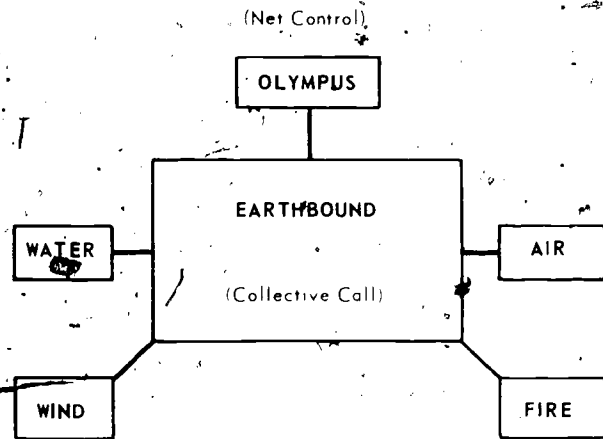 (Net Control)
OLYMPUS
EARTHBOUND
WATER
AIR
(Collective Call)
WIND
FIRE